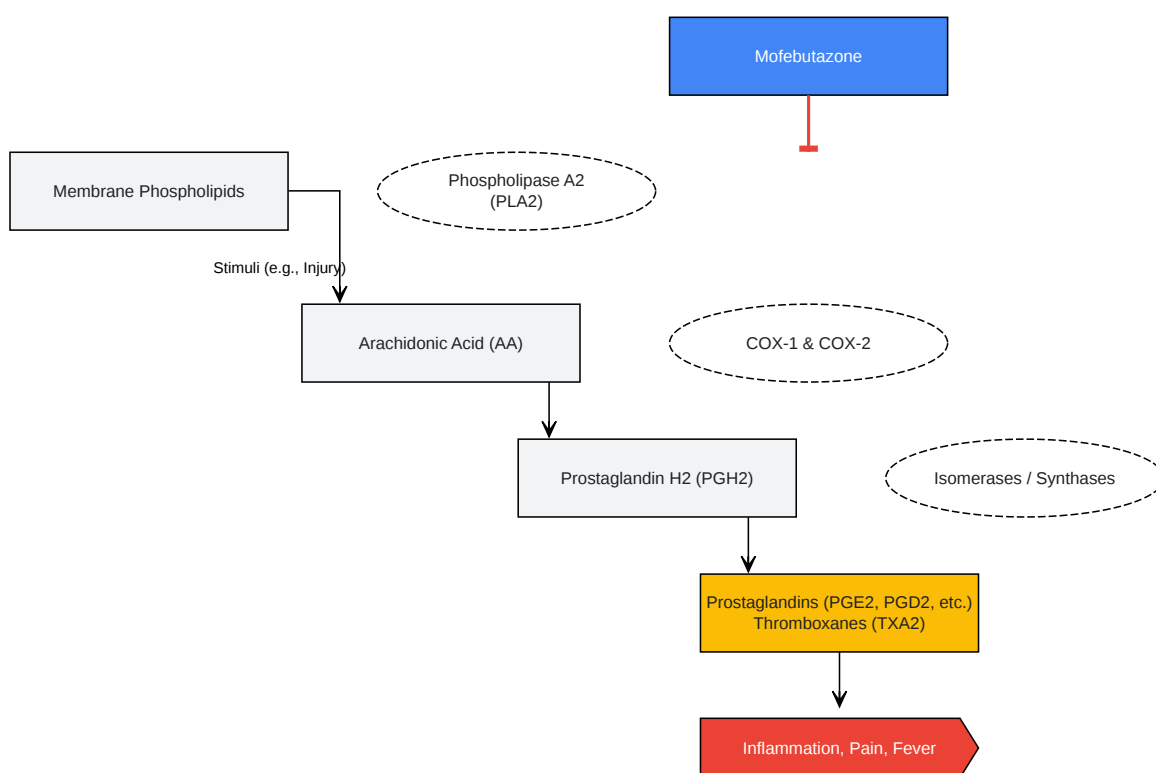 Mofebutazone
Membrane Phospholipids
Phospholipase A2
(PLA2)
Stimuli (e.g., Injury)
Arachidonic Acid (AA)
COX-1 & COX-2
Prostaglandin H2 (PGH2)
Isomerases / Synthases
Prostaglandins (PGE2, PGD2, etc.)
Thromboxanes (TXA2)
Inflammation, Pain, Fever